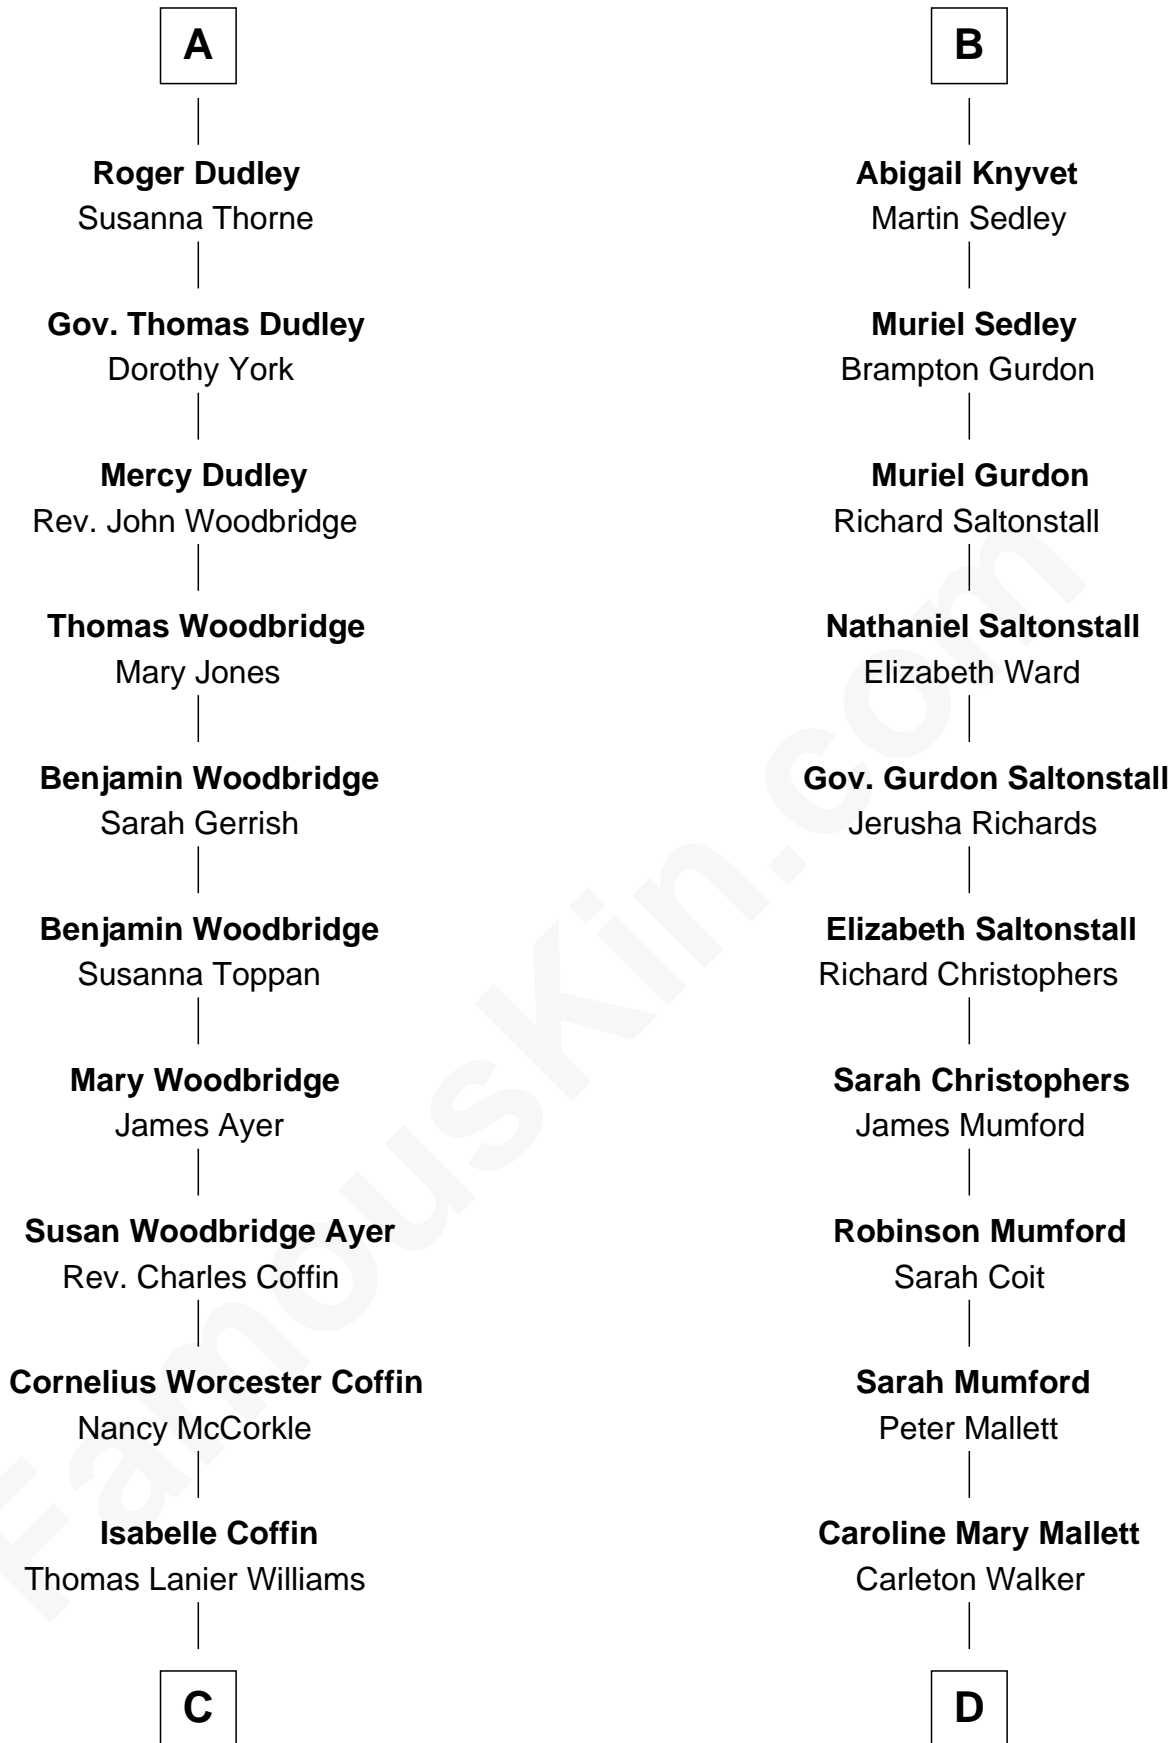 A
Roger Dudley
Susanna Thorne
Gov. Thomas Dudley
Dorothy York
Mercy Dudley
Rev. John Woodbridge
Thomas Woodbridge
Mary Jones
Benjamin Woodbridge
Sarah Gerrish
Benjamin Woodbridge
Susanna Toppan
Mary Woodbridge
James Ayer
Susan Woodbridge Ayer
Rev. Charles Coffin
Cornelius Worcester Coffin
Nancy McCorkle
Isabelle Coffin
Thomas Lanier Williams
C
B
Abigail Knyvet
Martin Sedley
Muriel Sedley
Brampton Gurdon
Muriel Gurdon
Richard Saltonstall
Nathaniel Saltonstall
Elizabeth Ward
Gov. Gurdon Saltonstall
Jerusha Richards
Elizabeth Saltonstall
Richard Christophers
Sarah Christophers
James Mumford
Robinson Mumford
Sarah Coit
Sarah Mumford
Peter Mallett
Caroline Mary Mallett
Carleton Walker
D
FamousKin.com